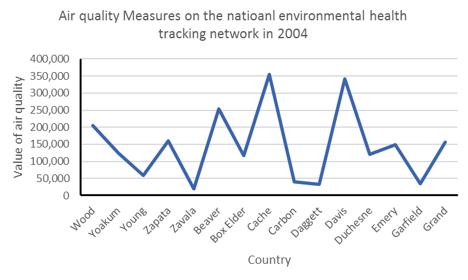 Air quality Measures on the natioanl environmental health
tracking network in 2004
Value of air quality
400,000
350,000
300,000
250,000
200,000
150,000
100,000
50,000
0
Wood
Yoakum
Young
Zapata
Zavala
Beaver
Box Elder
Cache
Carbon
Daggett
Davis
Duchesne
Emery
Garfield
Grand
Country